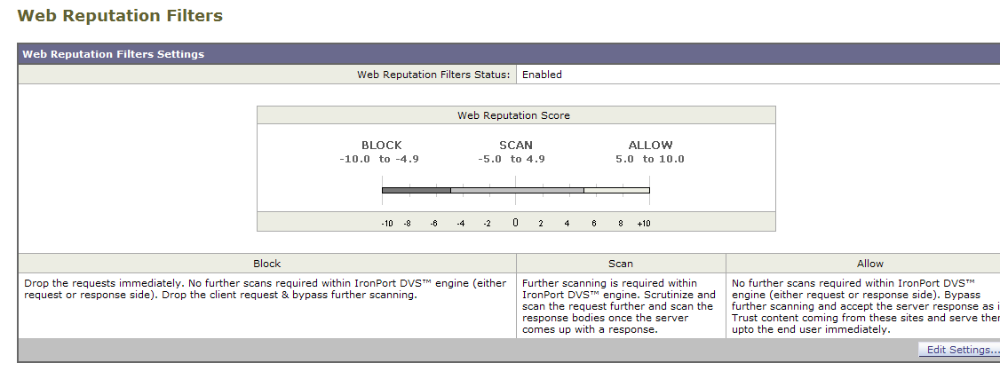 Web Reputation Filters
Web Reputation Filters Settings
Web Reputation Filters Status: Enabled
Web Reputation Score
BLOCK SCAN ALLOW
-10.0 to -4.9 -5.0 to 4.9 5.0 to 10.0
-10 -8 -6 -4 -2 0 2 4 6 8 +10
Block
Drop the requests immediately. No further scans required within IronPort DVS™ engine (either
request or response side). Drop the client request & bypass further scanning.
Scan
Further scanning is required within
IronPort DVS™ engine. Scrutinize and
scan the request further and scan the
response bodies once the server
comes up with a response.
Allow
No further scans required within IronPort DVS™
engine (either request or response side). Bypass
further scanning and accept the server response as
Trust content coming from these sites and serve
upto the end user immediately.
Edit Settings...